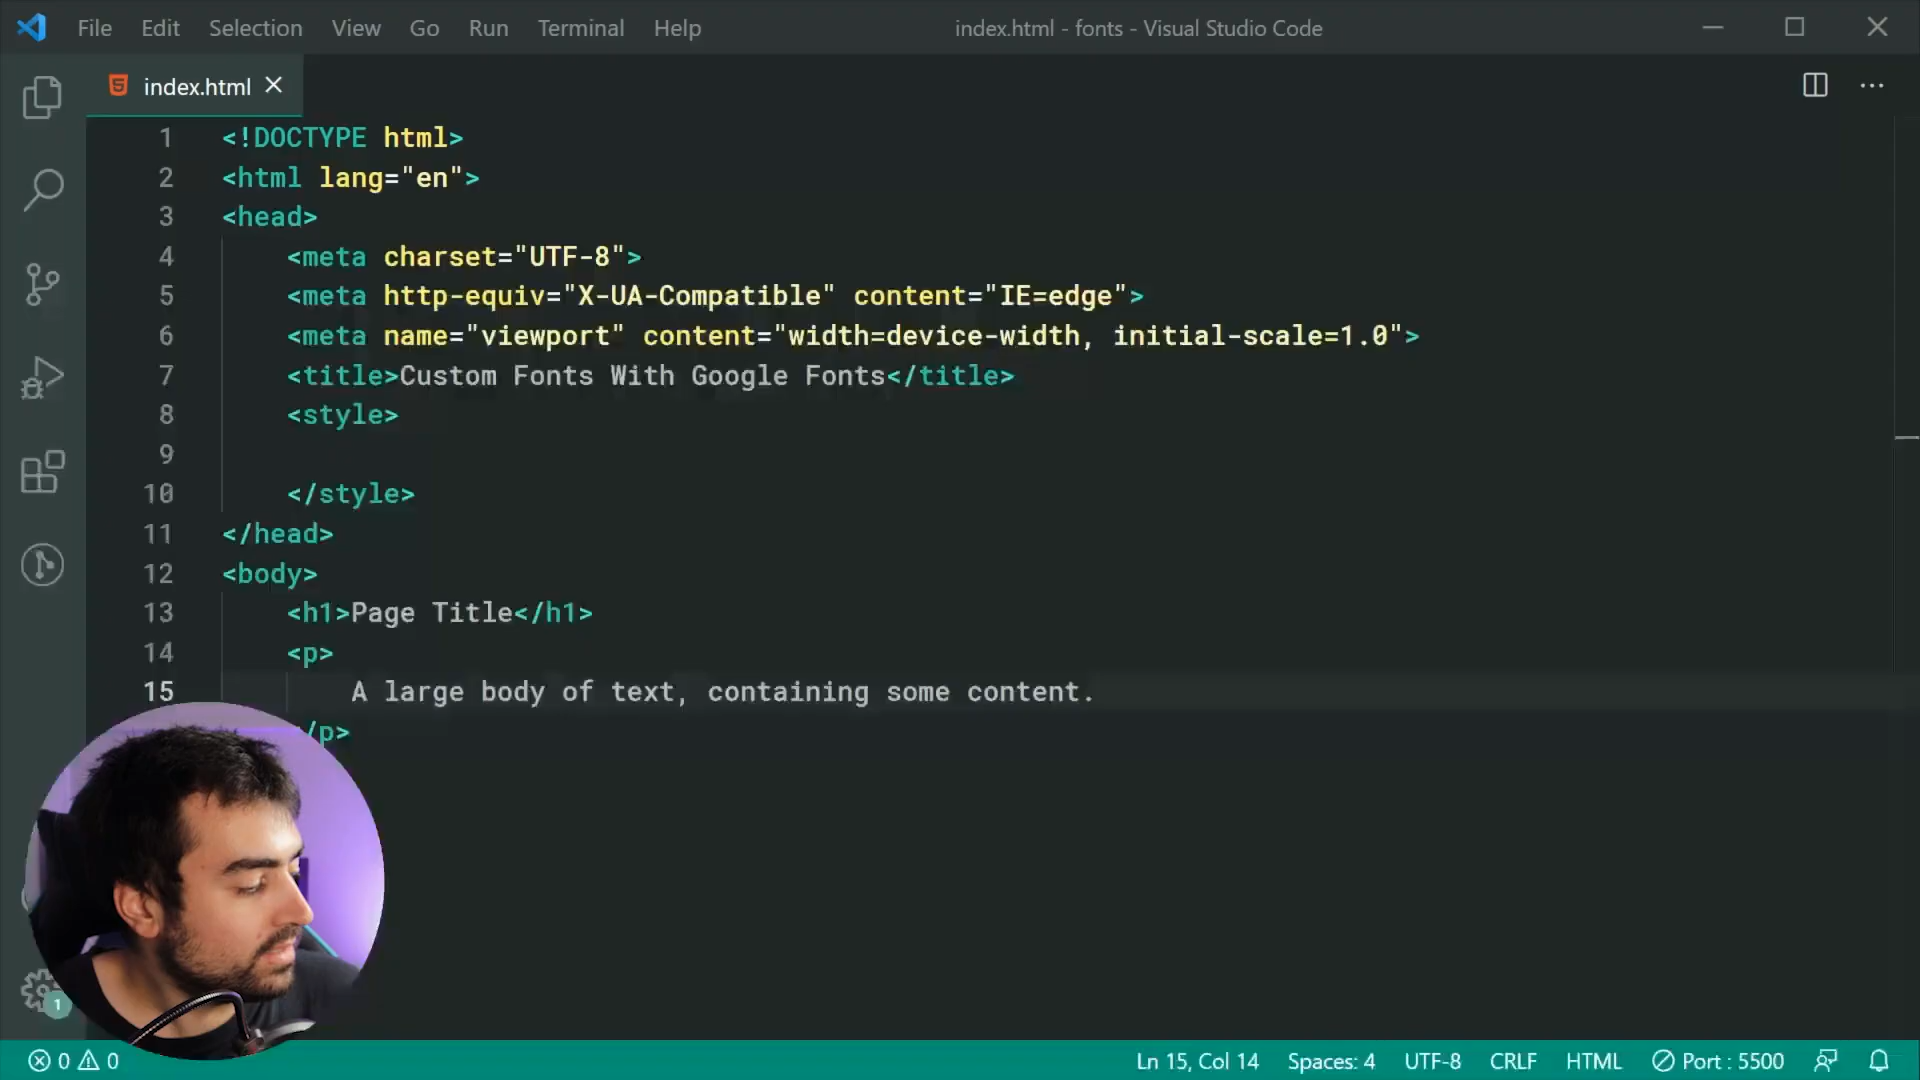 File Edit Selection View Go Run Terminal Help index.html - fonts - Visual Studio Code
index.html
1 <!DOCTYPE html>
2 <html lang="en">
3 <head>
4 <meta charset="UTF-8">
5 <meta http-equiv="X-UA-Compatible" content="IE=edge">
6 <meta name="viewport" content="width=device-width, initial-scale=1.0">
7 <title>Custom Fonts With Google Fonts</title>
8 <style>
9
10 </style>
11 </head>
12 <body>
13 <h1>Page Title</h1>
14 <p>
15 A large body of text, containing some content.
/p>
1
0 0 Ln 15, Col 14 Spaces: 4 UTF-8 CRLF HTML Port : 5500